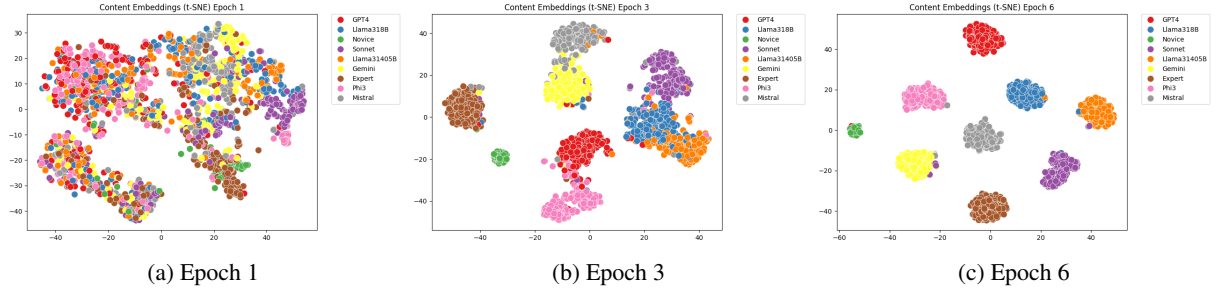 Content Embeddings (t-SNE) Epoch 1
30
20
10
0
−10
−20
−30
−40
−40
−20
0
20
40
GPT4
Llama318B
Novice
Sonnet
Llama31405B
Gemini
Expert
Phi3
Mistral
(a) Epoch 1
Content Embeddings (t-SNE) Epoch 3
40
20
0
−20
−40
−60
−40
−20
0
20
40
GPT4
Llama318B
Novice
Sonnet
Llama31405B
Gemini
Expert
Phi3
Mistral
(b) Epoch 3
Content Embeddings (t-SNE) Epoch 6
40
20
0
−20
−40
−60
−40
−20
0
20
40
GPT4
Llama318B
Novice
Sonnet
Llama31405B
Gemini
Expert
Phi3
Mistral
(c) Epoch 6